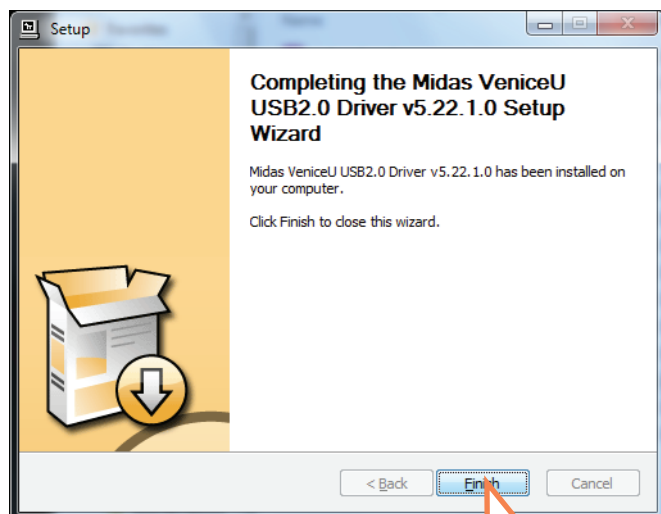 Setup
Completing the Midas VeniceU
USB2.0 Driver v5.22.1.0 Setup
Wizard
Midas VeniceU USB2.0 Driver v5.22.1.0 has been installed on
your computer.
Click Finish to close this wizard.
< Back
Finish
Cancel